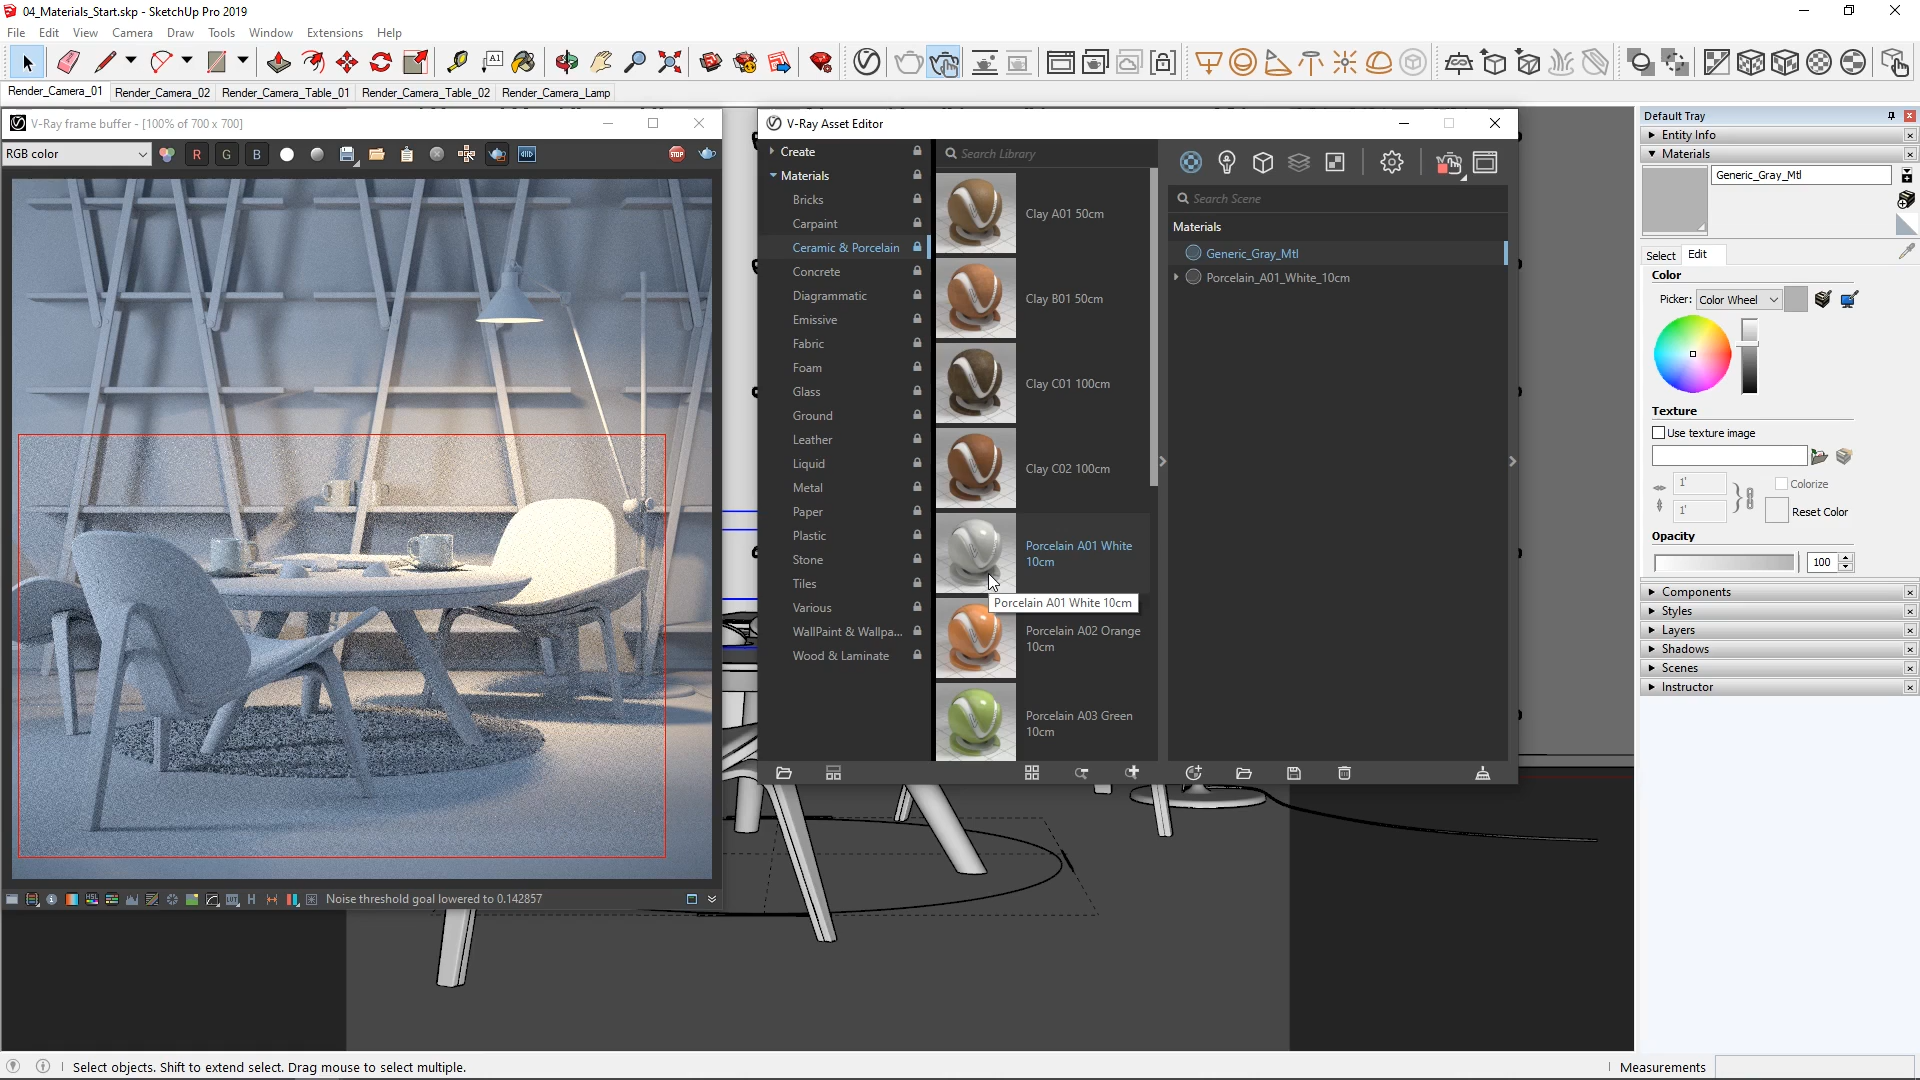 04_Materials_Start.skp - SketchUp Pro 2019
File Edit View Camera Draw Tools Window Extensions Help
A1
Render_Camera_01 Render_Camera_02 Render_Camera_Table_01 Render_Camera_Table_02 Render_Camera_Lamp
V-Ray frame buffer - [100% of 700 x 700]
RGB color
R G B
STOP
HSL
H
Noise threshold goal lowered to 0.142857
V-Ray Asset Editor
Create
Materials
Bricks
Carpaint
Ceramic & Porcelain
Concrete
Diagrammatic
Emissive
Fabric
Foam
Glass
Ground
Leather
Liquid
Metal
Paper
Plastic
Stone
Tiles
Various
WallPaint & Wallpa...
Wood & Laminate
Search Library
Clay A01 50cm
Clay B01 50cm
Clay C01 100cm
Clay C02 100cm
Porcelain A01 White
10cm
Porcelain A01 White 10cm
Porcelain A02 Orange
10cm
Porcelain A03 Green
10cm
Search Scene
Materials
Generic_Gray_Mtl
Porcelain_A01_White_10cm
Default Tray
Entity Info
Materials
Generic_Gray_Mtl
Select Edit
Color
Picker: Color Wheel
Texture
Use texture image
1'
Colorize
1'
Reset Color
Opacity
100
Components
Styles
Layers
Shadows
Scenes
Instructor
Select objects. Shift to extend select. Drag mouse to select multiple.
Measurements